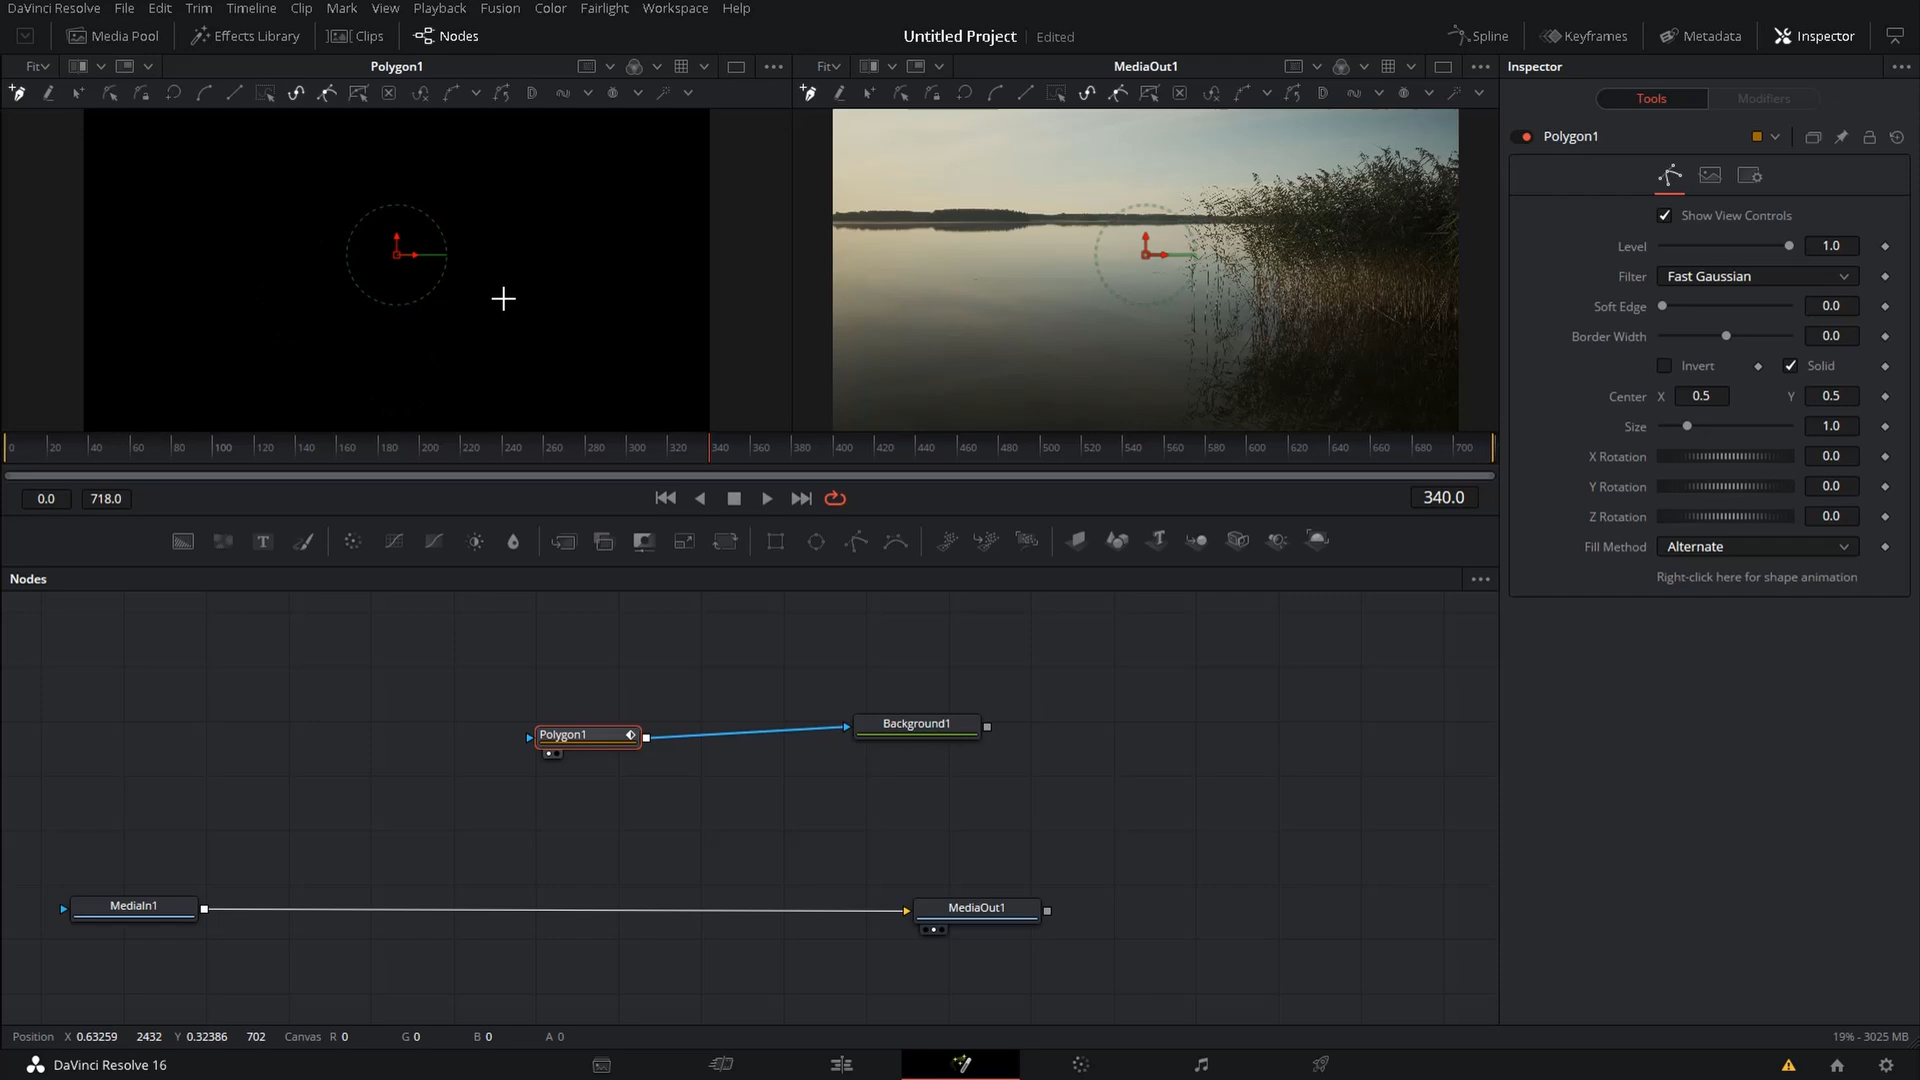 DaVinci Resolve File Edit Trim Timeline Clip Mark View Playback Fusion Color Fairlight Workspace Help
Media Pool Effects Library Clips Nodes Untitled Project Edited Spline Keyframes Metadata Inspector
Fit Polygon1 Fit MediaOut1 Inspector
Tools Modifiers
Polygon1
Show View Controls
Level 1.0
Filter Fast Gaussian
Soft Edge 0.0
Border Width 0.0
Invert Solid
Center X 0.5 Y 0.5
Size 1.0
X Rotation 0.0
Y Rotation 0.0
Z Rotation 0.0
Fill Method Alternate
Right-click here for shape animation
0 20 40 60 80 100 120 140 160 180 200 220 240 260 280 300 320 340 360 380 400 420 440 460 480 500 520 540 560 580 600 620 640 660 680 700
0.0 718.0 340.0
T
Nodes
Polygon1 Background1
MediaIn1 MediaOut1
Position X 0.63259 2432 Y 0.32386 702 Canvas R 0 G 0 B 0 A 0 19% - 3025 MB
DaVinci Resolve 16